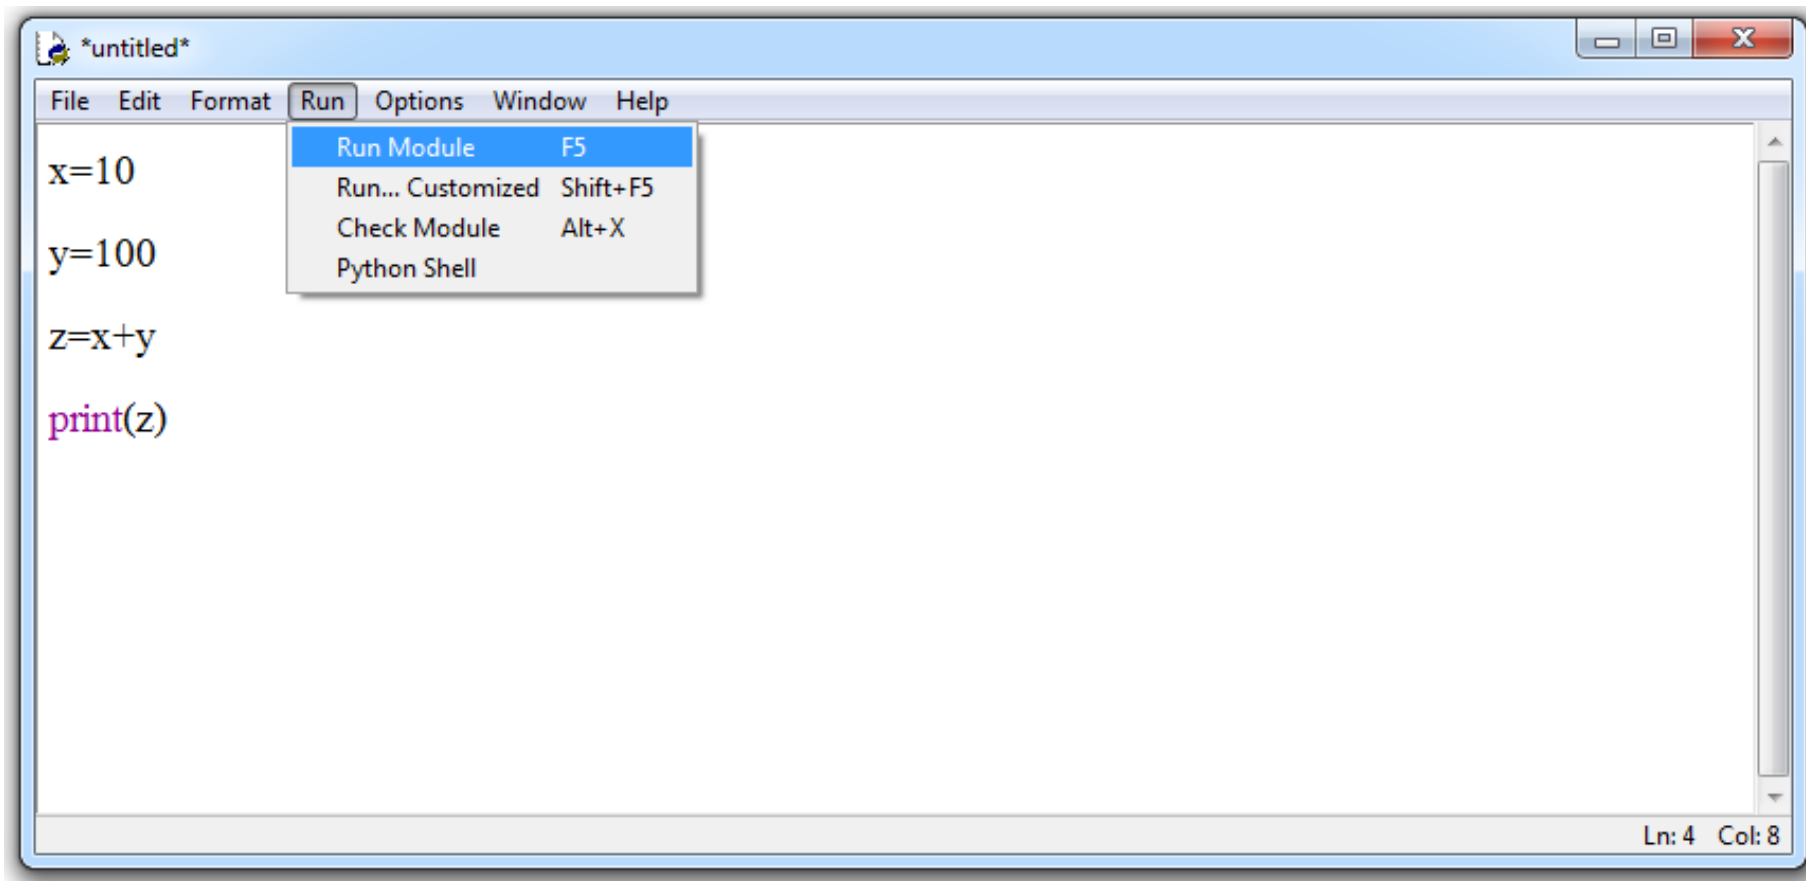 *untitled*
File Edit Format Run Options Window Help
Run Module F5
Run... Customized Shift+F5
Check Module Alt+X
Python Shell
x=10
y=100
z=x+y
print(z)
Ln: 4 Col: 8